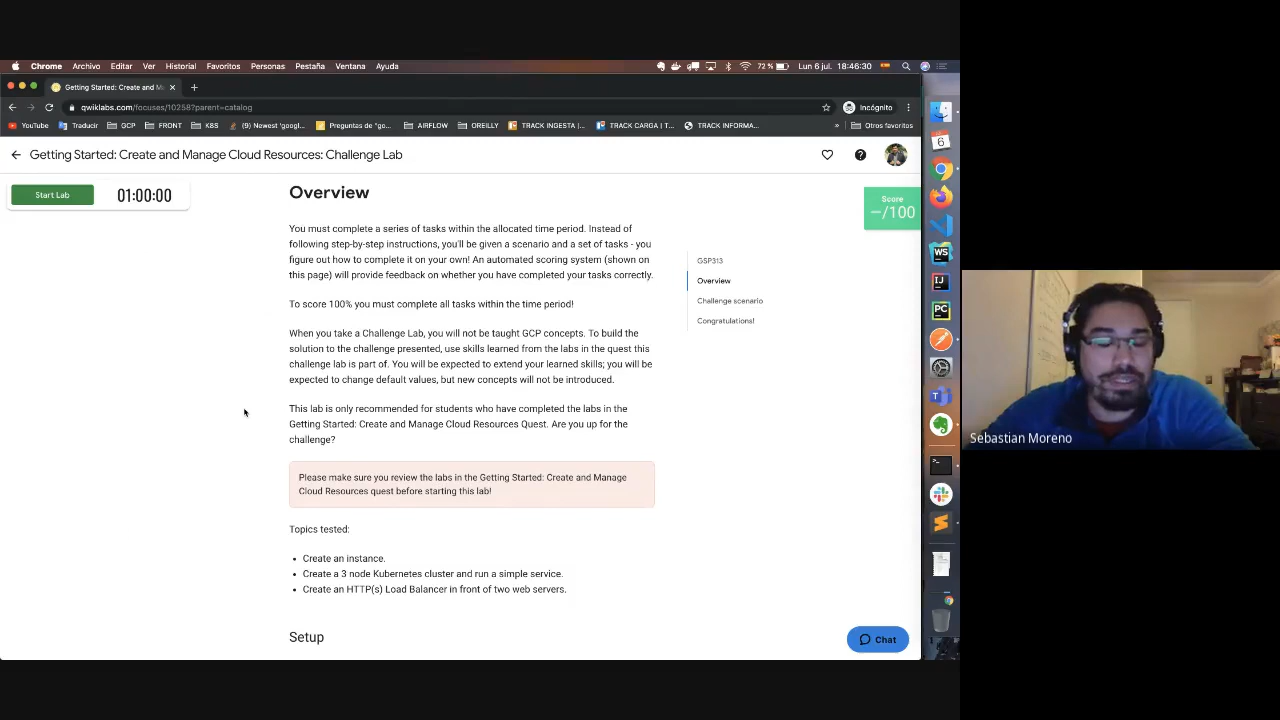 Chrome Archivo Editar Ver Historial Favoritos Personas Pestaña Ventana Ayuda 72 % Lun 6 jul. 18:46:30
Getting Started: Create and M
qwiklabs.com/focuses/10258?parent=catalog Incógnito
YouTube Traducir GCP FRONT K8S (9) Newest 'googl... Preguntas de "go... AIRFLOW OREILLY TRACK INGESTA |... TRACK CARGA | T... TRACK INFORMA... » Otros favoritos
Getting Started: Create and Manage Cloud Resources: Challenge Lab
Start Lab 01:00:00
Score
–/100
Overview
You must complete a series of tasks within the allocated time period. Instead of
following step-by-step instructions, you'll be given a scenario and a set of tasks - you
figure out how to complete it on your own! An automated scoring system (shown on
this page) will provide feedback on whether you have completed your tasks correctly.
To score 100% you must complete all tasks within the time period!
When you take a Challenge Lab, you will not be taught GCP concepts. To build the
solution to the challenge presented, use skills learned from the labs in the quest this
challenge lab is part of. You will be expected to extend your learned skills; you will be
expected to change default values, but new concepts will not be introduced.
This lab is only recommended for students who have completed the labs in the
Getting Started: Create and Manage Cloud Resources Quest. Are you up for the
challenge?
Please make sure you review the labs in the Getting Started: Create and Manage
Cloud Resources quest before starting this lab!
Topics tested:
• Create an instance.
• Create a 3 node Kubernetes cluster and run a simple service.
• Create an HTTP(s) Load Balancer in front of two web servers.
Setup
GSP313
Overview
Challenge scenario
Congratulations!
Chat
6
WS
IJ
PC
Sebastian Moreno